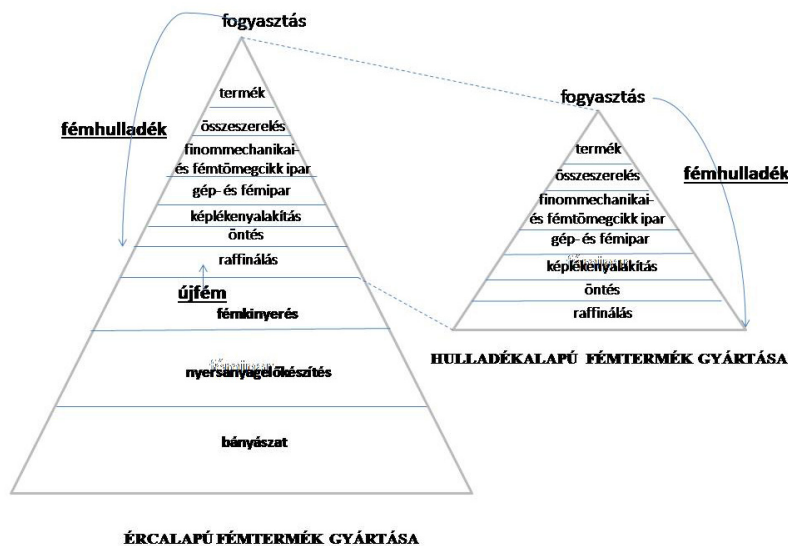 fogyasztás
termék
fémhulladék
összeszerelés
finommechanikai-
és fémtömegcikk ipar
gép- és fémipar
képlékenyalakítás
öntés
raffinálás
újfém
fémkinyerés
nyersanyagelőkészítés
bányászat
ÉRCALAPÚ FÉMTERMÉK GYÁRTÁSA
fogyasztás
termék
fémhulladék
összeszerelés
finommechanikai-
és fémtömegcikk ipar
gép- és fémipar
képlékenyalakítás
öntés
raffinálás
HULLADÉKALAPÚ FÉMTERMÉK GYÁRTÁSA